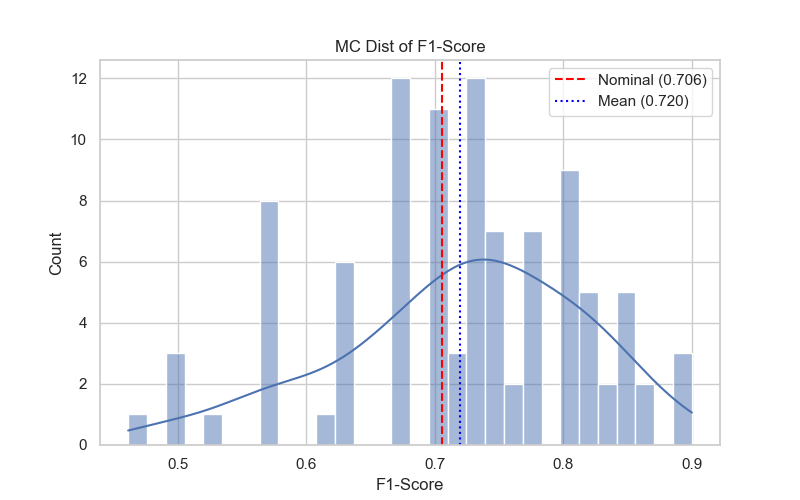 MC Dist of F1-Score
Nominal (0.706)
Mean (0.720)
Count
12
10
8
6
4
2
0
0.5 0.6 0.7 0.8 0.9
F1-Score